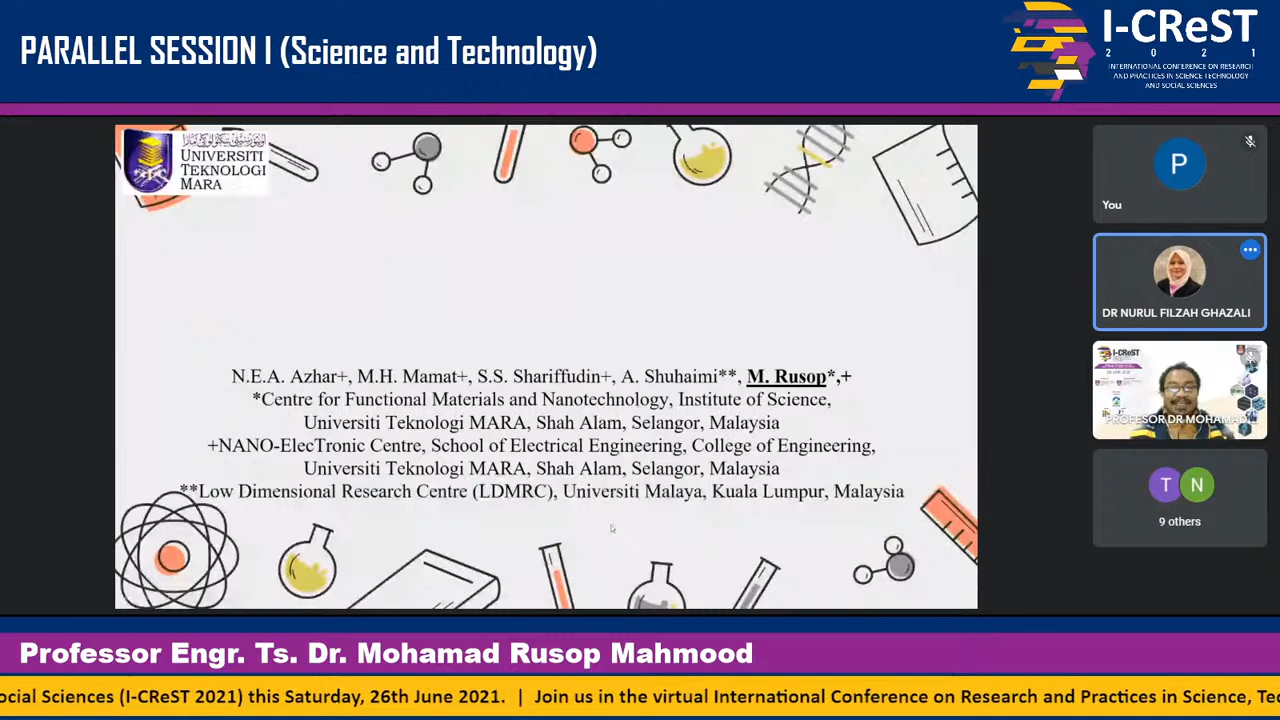 PARALLEL SESSION I (Science and Technology)
I-CReST
2 0 2 1
INTERNATIONAL CONFERENCE ON RESEARCH
AND PRACTICES IN SCIENCE TECHNOLOGY
AND SOCIAL SCIENCES
UNIVERSITI
TEKNOLOGI
MARA
N.E.A. Azhar+, M.H. Mamat+, S.S. Shariffudin+, A. Shuhaimi**, M. Rusop*,+
*Centre for Functional Materials and Nanotechnology, Institute of Science,
Universiti Teknologi MARA, Shah Alam, Selangor, Malaysia
+NANO-ElecTronic Centre, School of Electrical Engineering, College of Engineering,
Universiti Teknologi MARA, Shah Alam, Selangor, Malaysia
**Low Dimensional Research Centre (LDMRC), Universiti Malaya, Kuala Lumpur, Malaysia
P
You
DR NURUL FILZAH GHAZALI
I-CReST
PROFESOR DR MOHAMAD
T N
9 others
Professor Engr. Ts. Dr. Mohamad Rusop Mahmood
ocial Sciences (I-CReST 2021) this Saturday, 26th June 2021. | Join us in the virtual International Conference on Research and Practices in Science, Tec